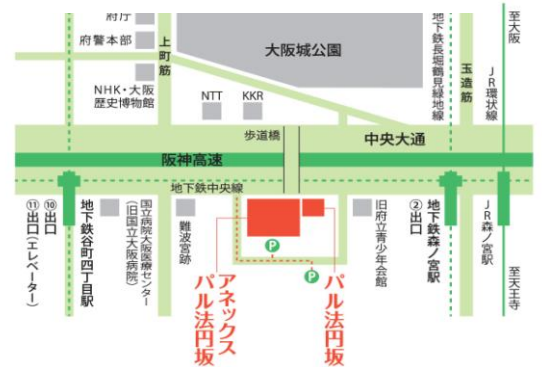 府庁
府警本部
NHK・大阪
歴史博物館
上町筋
大阪城公園
NTT
KKR
地下鉄長堀鶴見緑地線
玉造筋
JR環状線
至大阪
歩道橋
中央大通
阪神高速
地下鉄中央線
⑪出口(エレベーター)
⑩出口
地下鉄谷町四丁目駅
国立病院大阪医療センター
(旧国立大阪病院)
難波宮跡
P
P
アネックス
パル法円坂
パル法円坂
旧府立青少年会館
②出口
地下鉄森ノ宮駅
JR森ノ宮駅
至天王寺